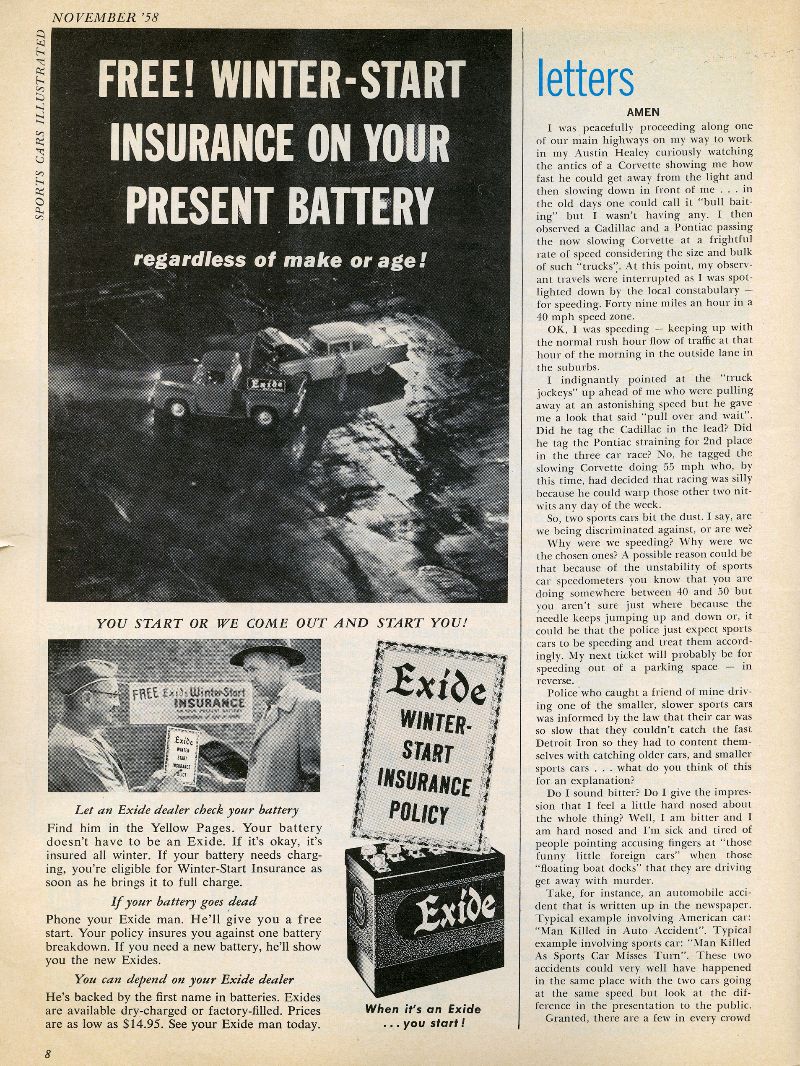 NOVEMBER '58
SPORTS CARS ILLUSTRATED
FREE! WINTER-START
INSURANCE ON YOUR
PRESENT BATTERY
regardless of make or age!
Exide
YOU START OR WE COME OUT AND START YOU!
FREE Exide Winter-Start
INSURANCE
ON YOUR PRESENT BATTERY
Exide
WINTER-
START
INSURANCE
POLICY
Let an Exide dealer check your battery
Find him in the Yellow Pages. Your battery
doesn't have to be an Exide. If it's okay, it's
insured all winter. If your battery needs charg-
ing, you're eligible for Winter-Start Insurance as
soon as he brings it to full charge.
If your battery goes dead
Phone your Exide man. He'll give you a free
start. Your policy insures you against one battery
breakdown. If you need a new battery, he'll show
you the new Exides.
You can depend on your Exide dealer
He's backed by the first name in batteries. Exides
are available dry-charged or factory-filled. Prices
are as low as $14.95. See your Exide man today.
Exide
WINTER-
START
INSURANCE
POLICY
Exide
When it's an Exide
...you start!
8
letters
AMEN
I was peacefully proceeding along one
of our main highways on my way to work
in my Austin Healey curiously watching
the antics of a Corvette showing me how
fast he could get away from the light and
then slowing down in front of me . . . in
the old days one could call it "bull bait-
ing" but I wasn't having any. I then
observed a Cadillac and a Pontiac passing
the now slowing Corvette at a frightful
rate of speed considering the size and bulk
of such "trucks". At this point, my observ-
ant travels were interrupted as I was spot-
lighted down by the local constabulary —
for speeding. Forty nine miles an hour in a
40 mph speed zone.
OK, I was speeding — keeping up with
the normal rush hour flow of traffic at that
hour of the morning in the outside lane in
the suburbs.
I indignantly pointed at the "truck
jockeys" up ahead of me who were pulling
away at an astonishing speed but he gave
me a look that said "pull over and wait".
Did he tag the Cadillac in the lead? Did
he tag the Pontiac straining for 2nd place
in the three car race? No, he tagged the
slowing Corvette doing 55 mph who, by
this time, had decided that racing was silly
because he could warp those other two nit-
wits any day of the week.
So, two sports cars bit the dust. I say, are
we being discriminated against, or are we?
Why were we speeding? Why were we
the chosen ones? A possible reason could be
that because of the unstability of sports
car speedometers you know that you are
doing somewhere between 40 and 50 but
you aren't sure just where because the
needle keeps jumping up and down or, it
could be that the police just expect sports
cars to be speeding and treat them accord-
ingly. My next ticket will probably be for
speeding out of a parking space — in
reverse.
Police who caught a friend of mine driv-
ing one of the smaller, slower sports cars
was informed by the law that their car was
so slow that they couldn't catch the fast
Detroit Iron so they had to content them-
selves with catching older cars, and smaller
sports cars . . . what do you think of this
for an explanation?
Do I sound bitter? Do I give the impres-
sion that I feel a little hard nosed about
the whole thing? Well, I am bitter and I
am hard nosed and I'm sick and tired of
people pointing accusing fingers at "those
funny little foreign cars" when those
"floating boat docks" that they are driving
get away with murder.
Take, for instance, an automobile acci-
dent that is written up in the newspaper.
Typical example involving American car:
"Man Killed in Auto Accident". Typical
example involving sports car: "Man Killed
As Sports Car Misses Turn". These two
accidents could very well have happened
in the same place with the two cars going
at the same speed but look at the dif-
ference in the presentation to the public.
Granted, there are a few in every crowd